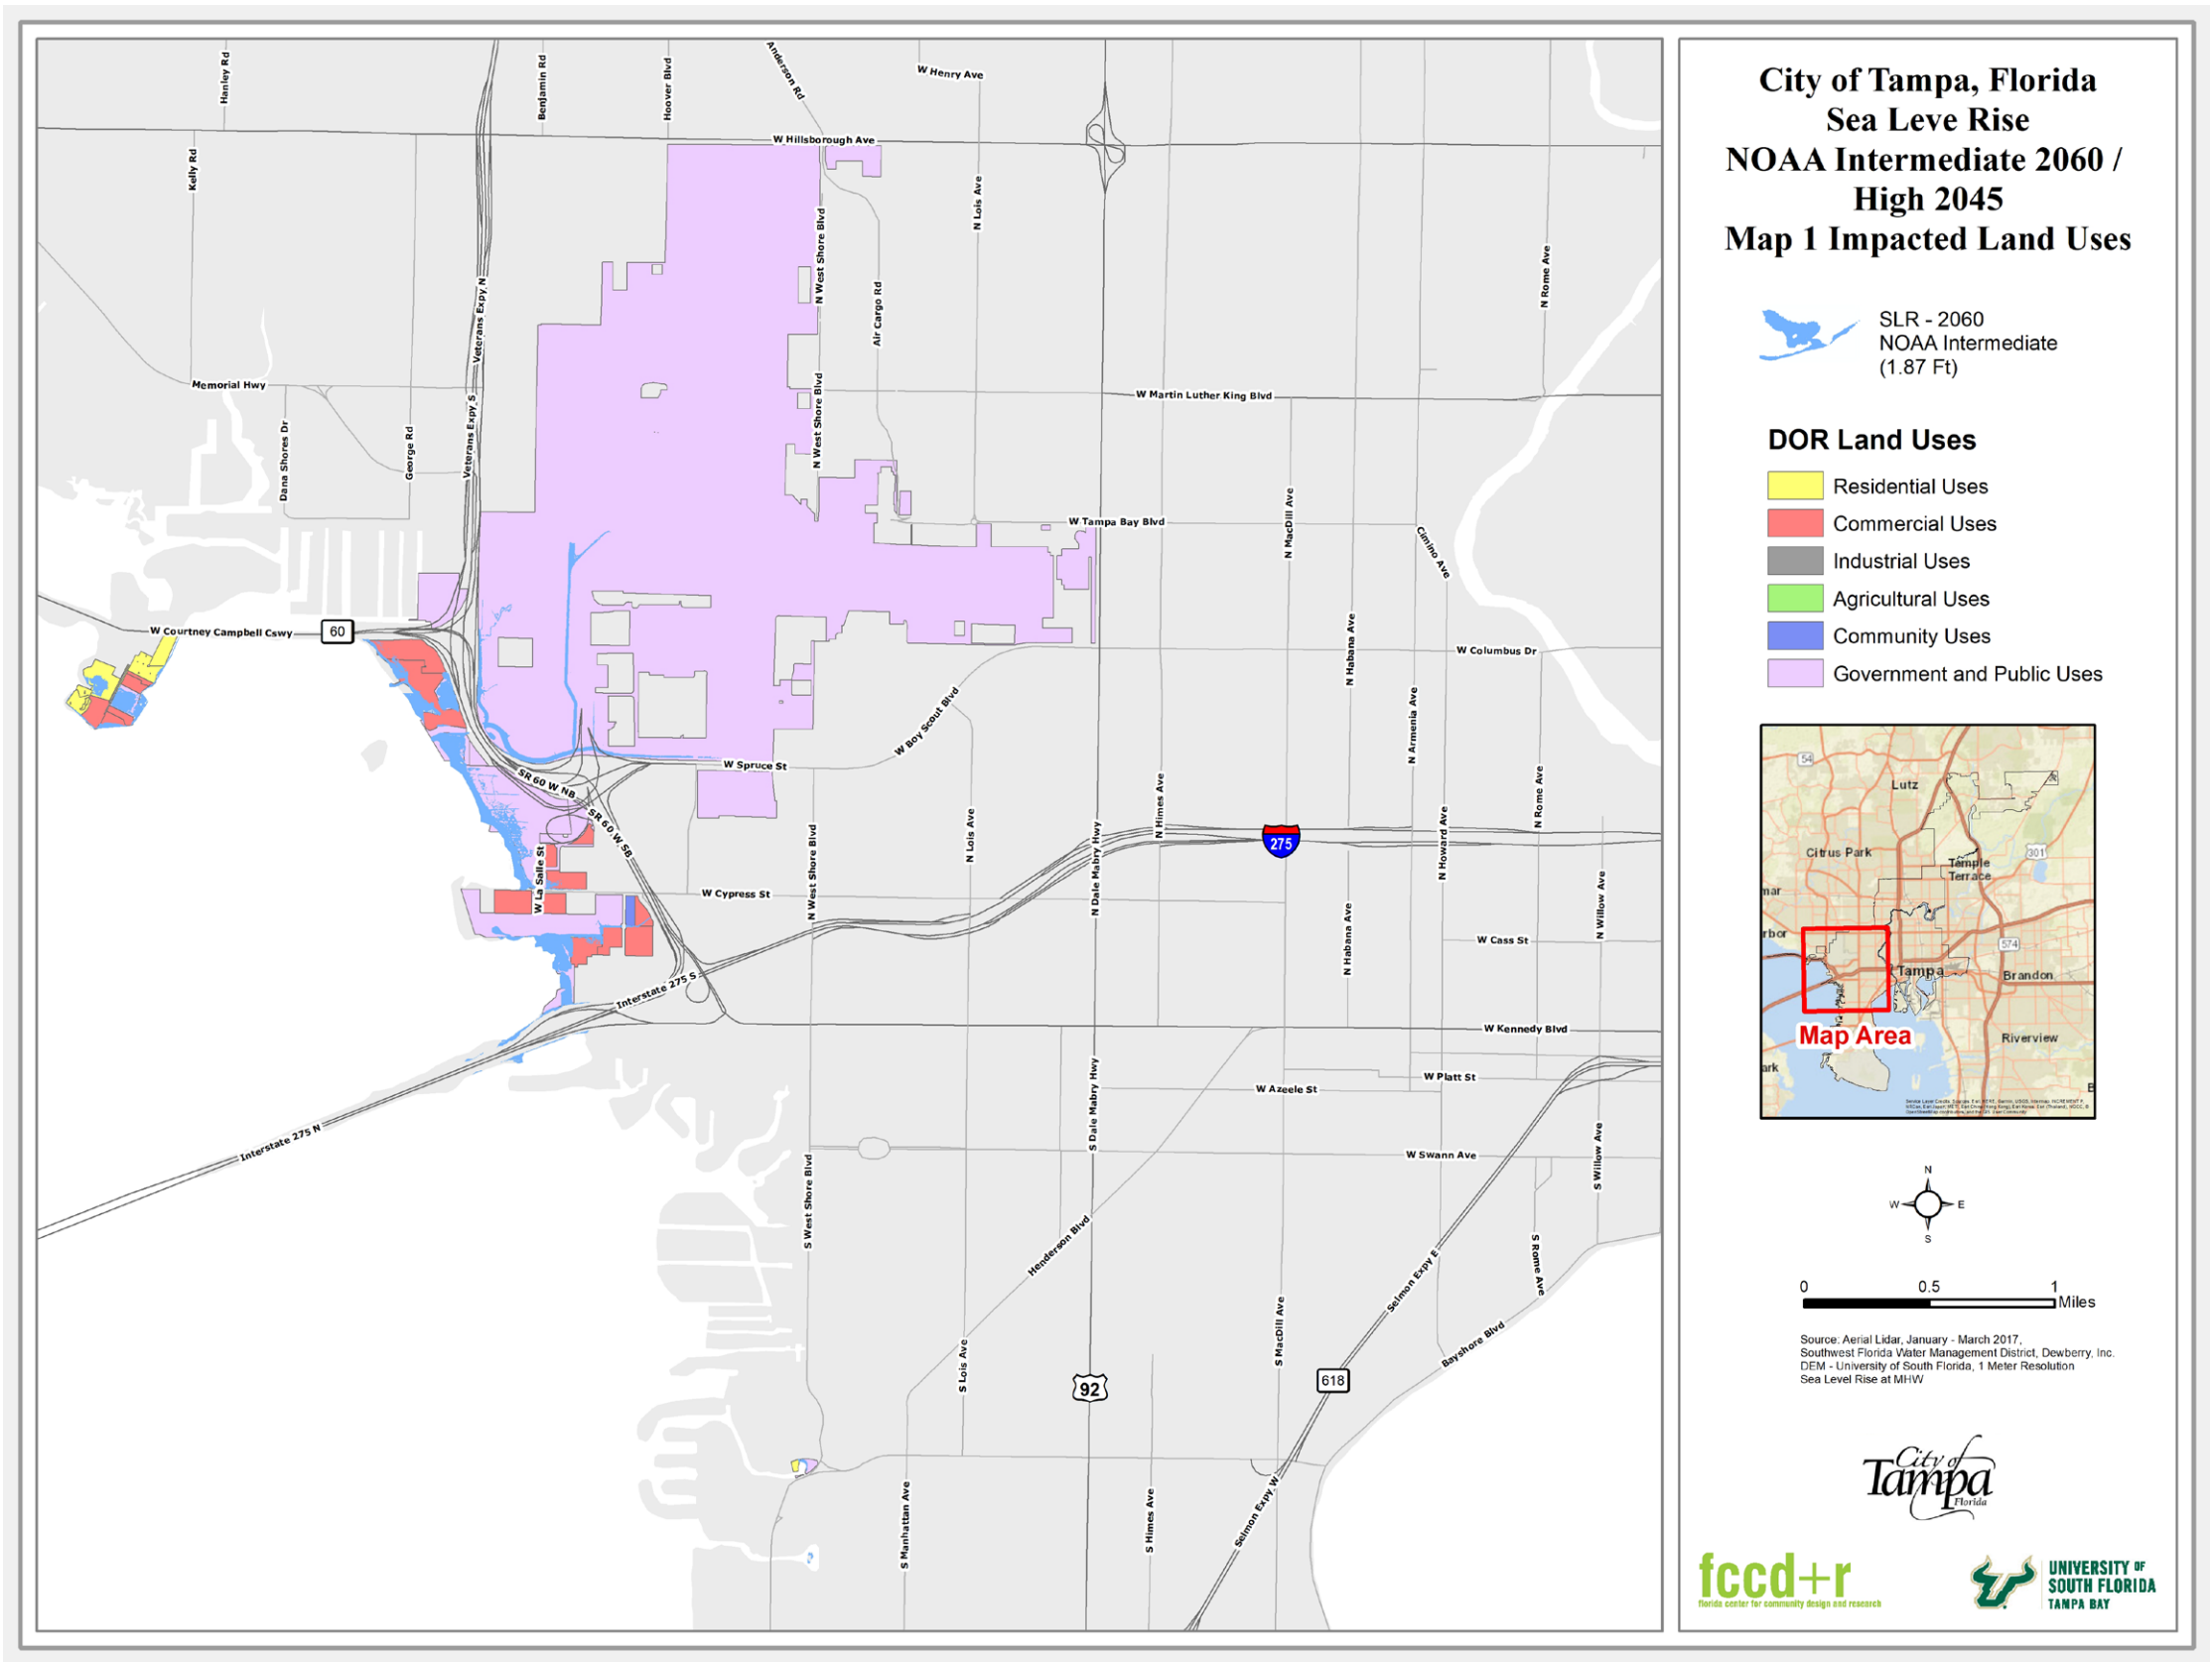 City of Tampa, Florida
Sea Leve Rise
NOAA Intermediate 2060 /
High 2045
Map 1 Impacted Land Uses
SLR - 2060
NOAA Intermediate
(1.87 Ft)
DOR Land Uses
Residential Uses
Commercial Uses
Industrial Uses
Agricultural Uses
Community Uses
Government and Public Uses
54
Lutz
Citrus Park
301
Temple
Terrace
mar
rbor
574
Tampa
Brandon
Map Area
Riverview
ark
B
N
W
E
S
0
0.5
1
Miles
Source: Aerial Lidar, January - March 2017,
Southwest Florida Water Management District, Dewberry, Inc.
DEM - University of South Florida, 1 Meter Resolution
Sea Level Rise at MHW
City of
Tampa
Florida
fccd+r
florida center for community design and research
UNIVERSITY OF
SOUTH FLORIDA
TAMPA BAY
Hanley Rd
Benjamin Rd
Hoover Blvd
Anderson Rd
W Henry Ave
W Hillsborough Ave
Kelly Rd
N Lois Ave
N West Shore Blvd
Air Cargo Rd
N Rome Ave
Veterans Expy N
Memorial Hwy
Veterans Expy S
N West Shore Blvd
W Martin Luther King Blvd
Dana Shores Dr
George Rd
W Tampa Bay Blvd
N MacDill Ave
Cimino Ave
W Courtney Campbell Cswy
60
N Habana Ave
W Columbus Dr
W Boy Scout Blvd
N Armenia Ave
W Spruce St
SR 60 W NB
SR 60 W SB
N Himes Ave
N Rome Ave
N Lois Ave
N Dale Mabry Hwy
275
N Howard Ave
W La Salle St
N West Shore Blvd
W Cypress St
N Habana Ave
N Willow Ave
W Cass St
Interstate 275 S
W Kennedy Blvd
W Platt St
W Azeele St
Interstate 275 N
S Dale Mabry Hwy
W Swann Ave
S Willow Ave
S West Shore Blvd
Henderson Blvd
Selmon Expy E
S Rome Ave
S Lois Ave
S MacDill Ave
Bayshore Blvd
92
618
S Manhattan Ave
S Himes Ave
Selmon Expy W